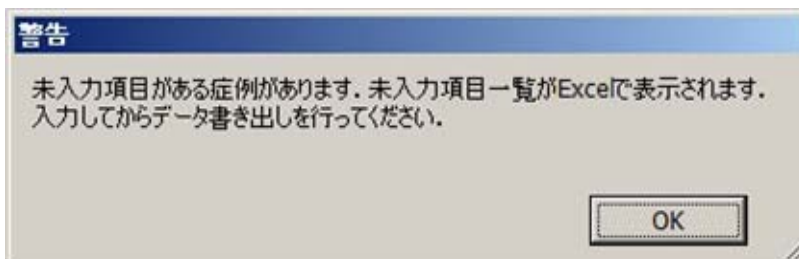 警告
未入力項目がある症例があります．未入力項目一覧がExcelで表示されます．
入力してからデータ書き出しを行ってください．
OK